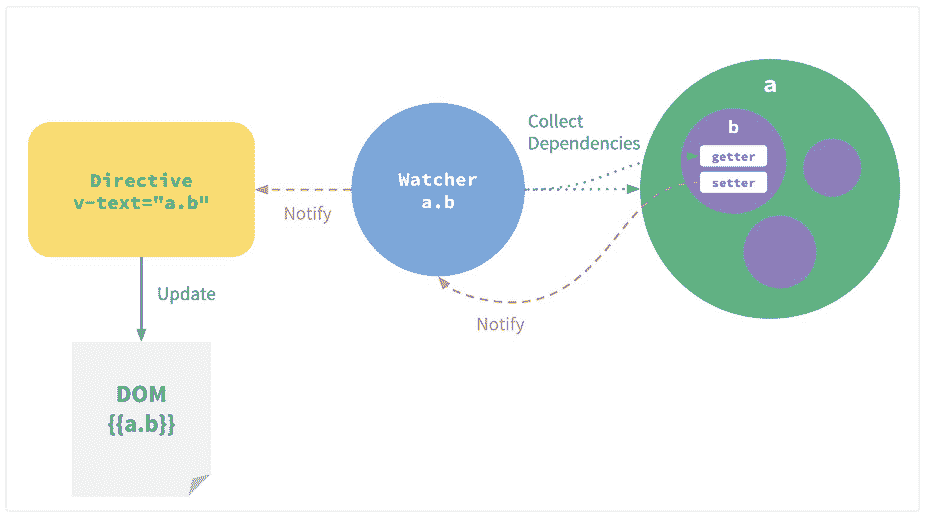 Directive
v-text="a.b"
Notify
Watcher
a.b
Collect
Dependencies
a
b
getter
setter
Update
Notify
DOM
{{a.b}}